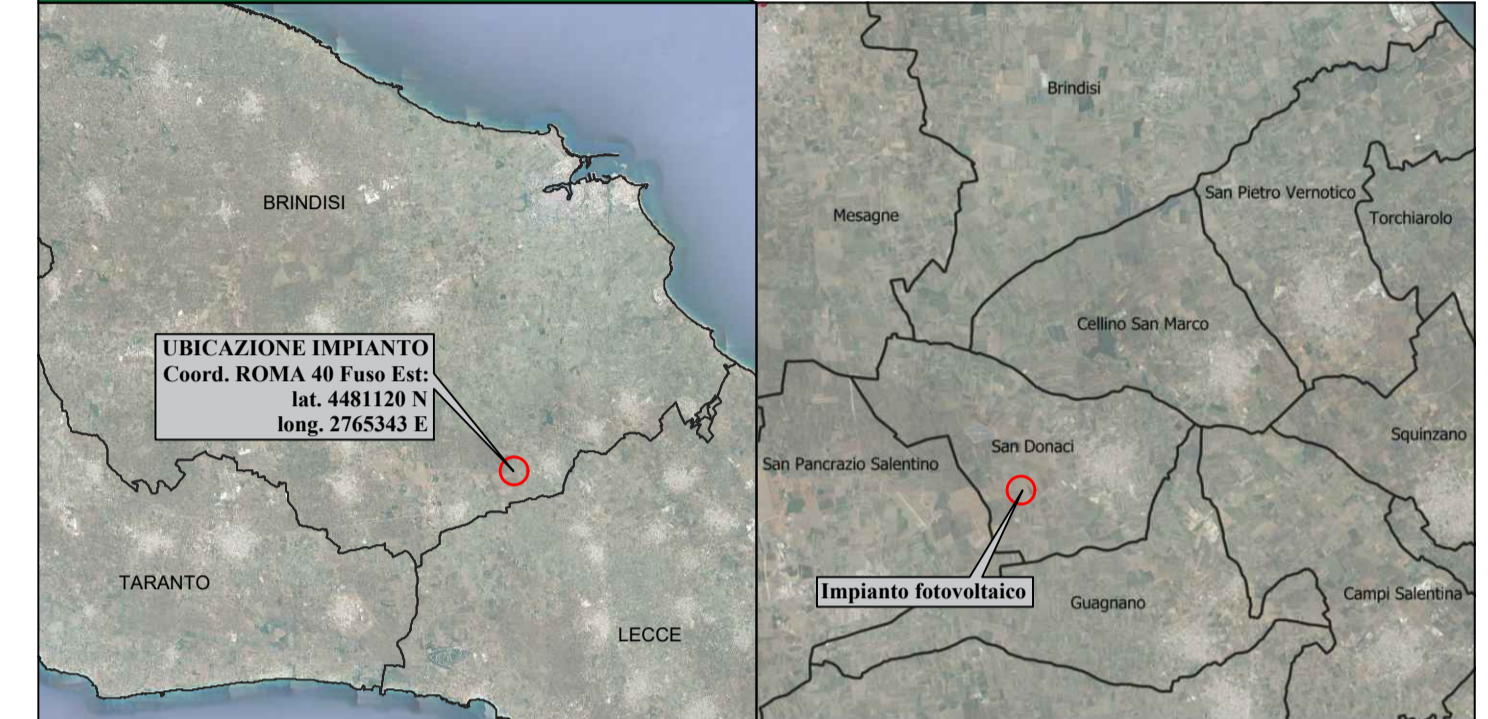 BRINDISI
UBICAZIONE IMPIANTO
Coord. ROMA 40 Fuso Est:
lat. 4481120 N
long. 2765343 E
TARANTO
LECCE
Brindisi
San Pietro Vernotico
Mesagne
Torchiarolo
Cellino San Marco
Squinzano
San Donaci
San Pancrazio Salentino
Impianto fotovoltaico
Campi Salentina
Guagnano